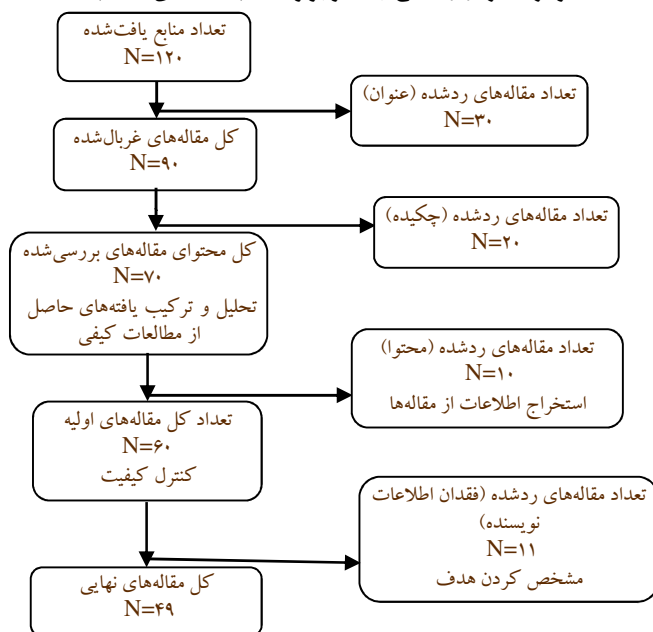 تعداد منابع یافت‌شده
N=۱۲۰
تعداد مقاله‌های ردشده (عنوان)
N=۳۰
کل مقاله‌های غربال‌شده
N=۹۰
تعداد مقاله‌های ردشده (چکیده)
N=۲۰
کل محتوای مقاله‌های بررسی‌شده
N=۷۰
تحلیل و ترکیب یافته‌های حاصل
از مطالعات کیفی
تعداد مقاله‌های ردشده (محتوا)
N=۱۰
استخراج اطلاعات از مقاله‌ها
تعداد کل مقاله‌های اولیه
N=۶۰
کنترل کیفیت
تعداد مقاله‌های ردشده (فقدان اطلاعات
نویسنده)
N=۱۱
مشخص کردن هدف
کل مقاله‌های نهایی
N=۴۹